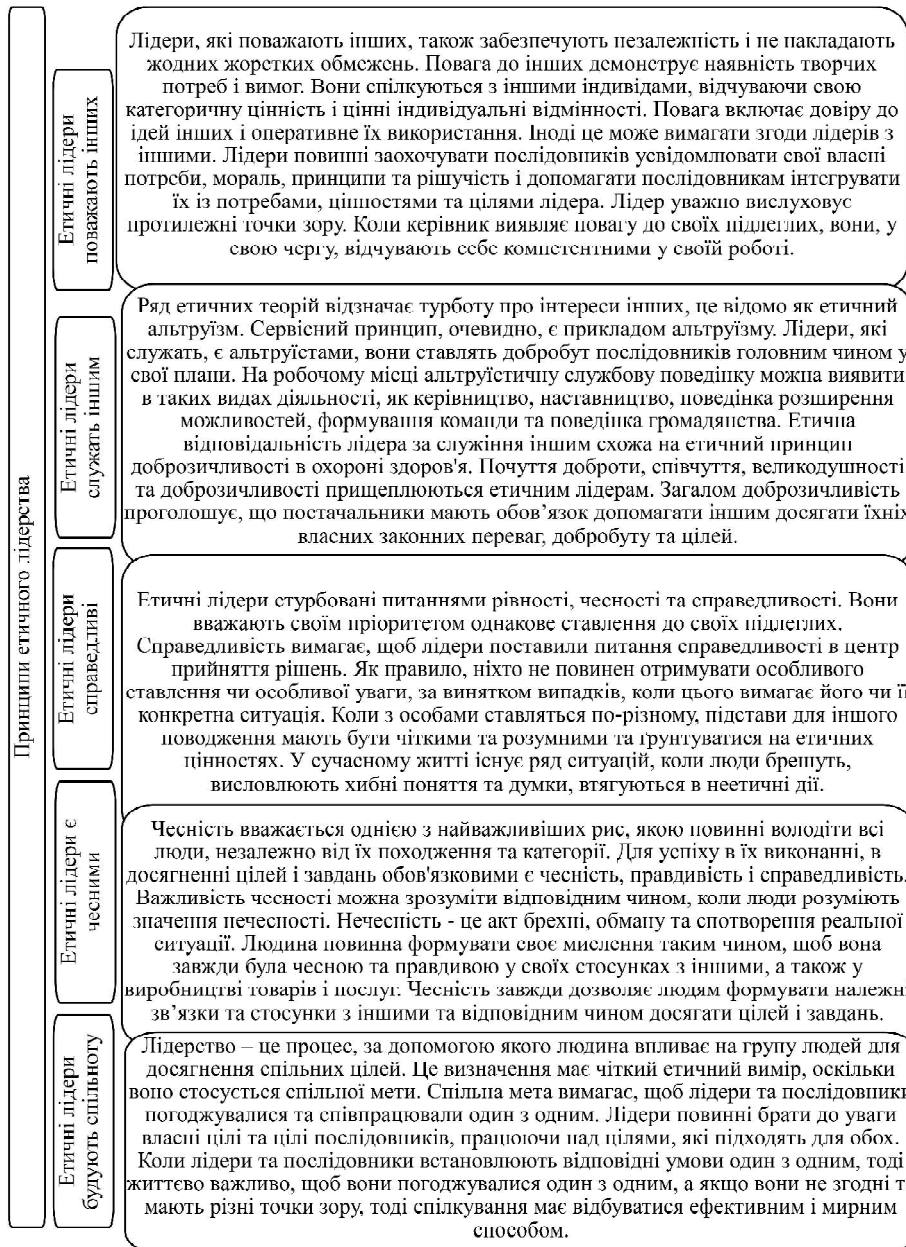 Принципи етичного лідерства
Етичні лідери
поважають інших
Лідери, які поважають інших, також забезпечують незалежність і не накладають
жодних жорстких обмежень. Повага до інших демонструє наявність творчих
потреб і вимог. Вони спілкуються з іншими індивідами, відчуваючи свою
категоричну цінність і цінні індивідуальні відмінності. Повага включає довіру до
ідей інших і оперативне їх використання. Іноді це може вимагати згоди лідерів з
іншими. Лідери повинні заохочувати послідовників усвідомлювати свої власні
потреби, мораль, принципи та рішучість і допомагати послідовникам інтегрувати
їх із потребами, цінностями та цілями лідера. Лідер уважно вислуховує
протилежні точки зору. Коли керівник виявляє повагу до своїх підлеглих, вони, у
свою чергу, відчувають себе компетентними у своїй роботі.
Етичні лідери
служать іншим
Ряд етичних теорій відзначає турботу про інтереси інших, це відомо як етичний
альтруїзм. Сервісний принцип, очевидно, є прикладом альтруїзму. Лідери, які
служать, є альтруїстами, вони ставлять добробут послідовників головним чином у
свої плани. На робочому місці альтруїстичну службову поведінку можна виявити
в таких видах діяльності, як керівництво, наставництво, поведінка розширення
можливостей, формування команди та поведінка громадянства. Етична
відповідальність лідера за служіння іншим схожа на етичний принцип
доброзичливості в охороні здоров'я. Почуття доброти, співчуття, великодушності
та доброзичливості прищеплюються етичним лідерам. Загалом доброзичливість
проголошує, що постачальники мають обов’язок допомагати іншим досягати їхніх
власних законних переваг, добробуту та цілей.
Етичні лідери
справедливі
Етичні лідери стурбовані питаннями рівності, чесності та справедливості. Вони
вважають своїм пріоритетом однакове ставлення до своїх підлеглих.
Справедливість вимагає, щоб лідери поставили питання справедливості в центр
прийняття рішень. Як правило, ніхто не повинен отримувати особливого
ставлення чи особливої уваги, за винятком випадків, коли цього вимагає його чи її
конкретна ситуація. Коли з особами ставляться по-різному, підстави для іншого
поводження мають бути чіткими та розумними та ґрунтуватися на етичних
цінностях. У сучасному житті існує ряд ситуацій, коли люди брешуть,
висловлюють хибні поняття та думки, втягуються в неетичні дії.
Етичні лідери є
чесними
Чесність вважається однією з найважливіших рис, якою повинні володіти всі
люди, незалежно від їх походження та категорії. Для успіху в їх виконанні, в
досягненні цілей і завдань обов'язковими є чесність, правдивість і справедливість.
Важливість чесності можна зрозуміти відповідним чином, коли люди розуміють
значення нечесності. Нечесність - це акт брехні, обману та спотворення реальної
ситуації. Людина повинна формувати своє мислення таким чином, щоб вона
завжди була чесною та правдивою у своїх стосунках з іншими, а також у
виробництві товарів і послуг. Чесність завжди дозволяє людям формувати належні
зв’язки та стосунки з іншими та відповідним чином досягати цілей і завдань.
Етичні лідери
будують спільноту
Лідерство – це процес, за допомогою якого людина впливає на групу людей для
досягнення спільних цілей. Це визначення має чіткий етичний вимір, оскільки
воно стосується спільної мети. Спільна мета вимагає, щоб лідери та послідовники
погоджувалися та співпрацювали один з одним. Лідери повинні брати до уваги
власні цілі та цілі послідовників, працюючи над цілями, які підходять для обох.
Коли лідери та послідовники встановлюють відповідні умови один з одним, тоді
життєво важливо, щоб вони погоджувалися один з одним, а якщо вони не згодні т
мають різні точки зору, тоді спілкування має відбуватися ефективним і мирним
способом.